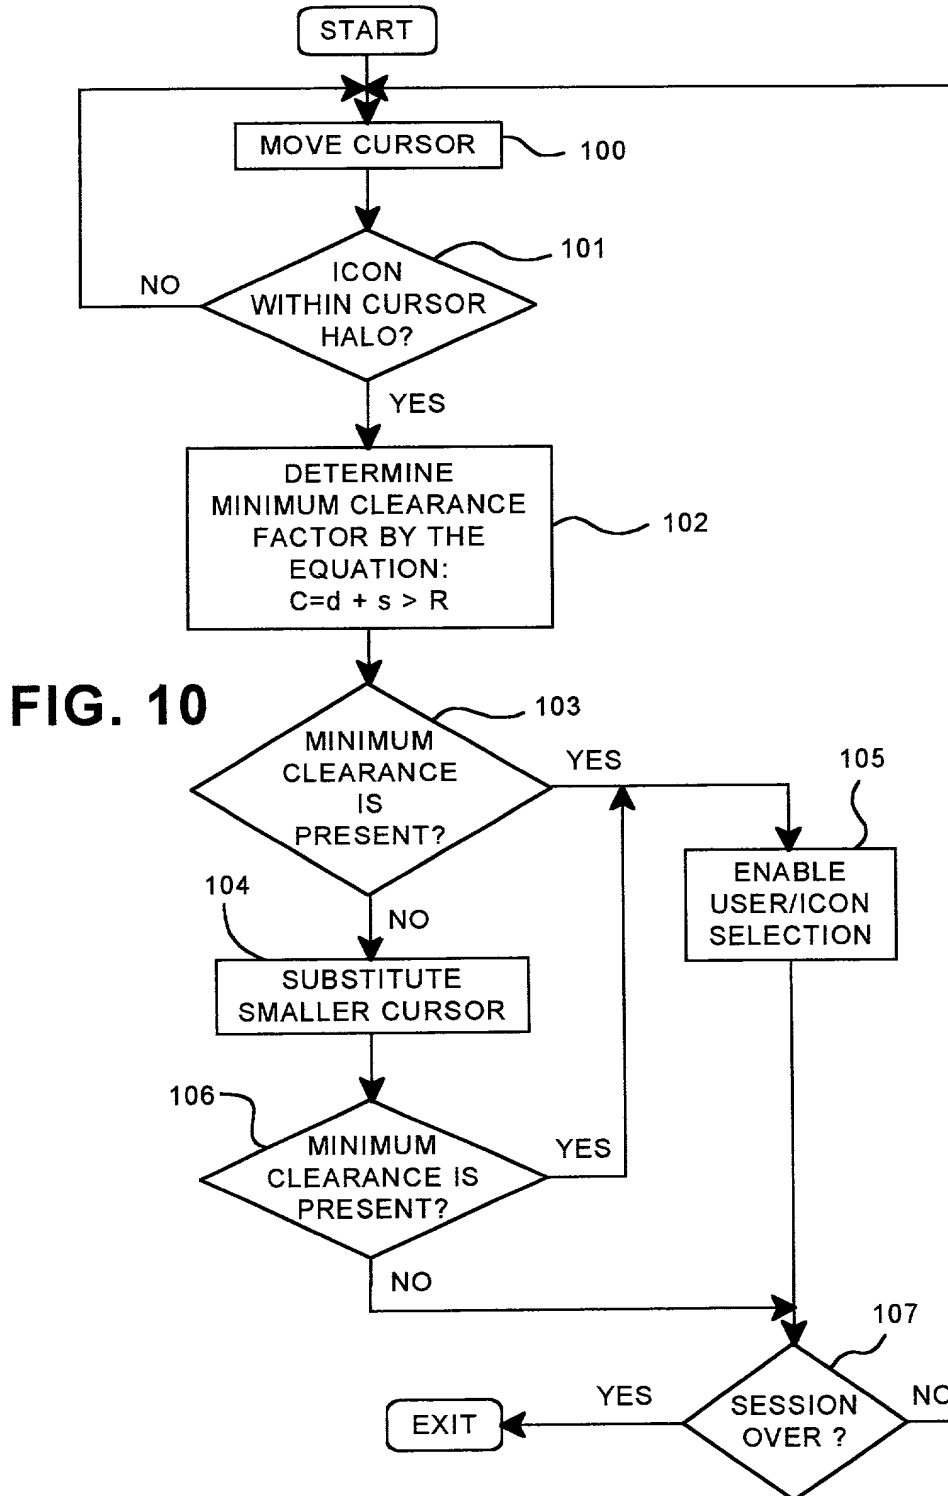 START
MOVE CURSOR
100
ICON
WITHIN CURSOR
HALO?
101
NO
YES
DETERMINE
MINIMUM CLEARANCE
FACTOR BY THE
EQUATION:
C=d + s > R
102
FIG. 10
MINIMUM
CLEARANCE
IS
PRESENT?
103
YES
105
ENABLE
USER/ICON
SELECTION
104
NO
SUBSTITUTE
SMALLER CURSOR
106
MINIMUM
CLEARANCE IS
PRESENT?
YES
NO
107
SESSION
OVER ?
YES
NO
EXIT